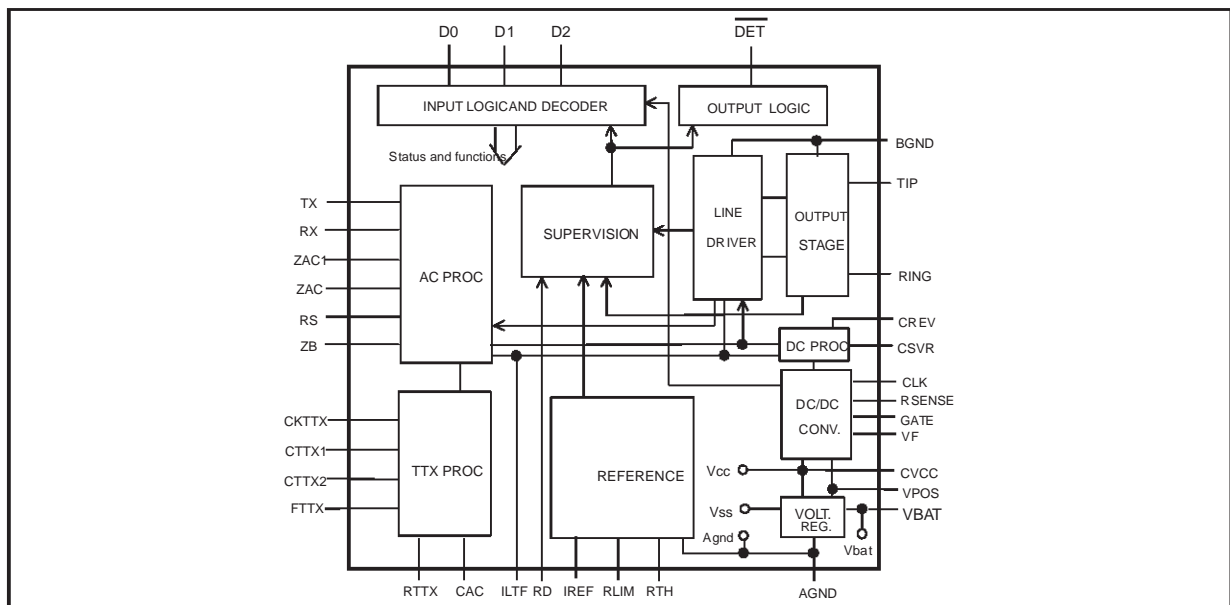 D0 D1 D2 DET
INPUT LOGICAND DECODER
OUTPUT LOGIC
Status and functions
BGND
TIP
RING
CREV
CSVR
CLK
RSENSE
GATE
VF
CVCC
VPOS
VBAT
TX
RX
ZAC1
ZAC
RS
ZB
CKTTX
CTTX1
CTTX2
FTTX
AC PROC
SUPERVISION
LINE
DRIVER
OUTPUT
STAGE
DC PROC
DC/DC
CONV.
TTX PROC
REFERENCE
Vcc
Vss
Agnd
VOLT.
REG.
Vbat
RTTX CAC ILTF RD IREF RLIM RTH AGND